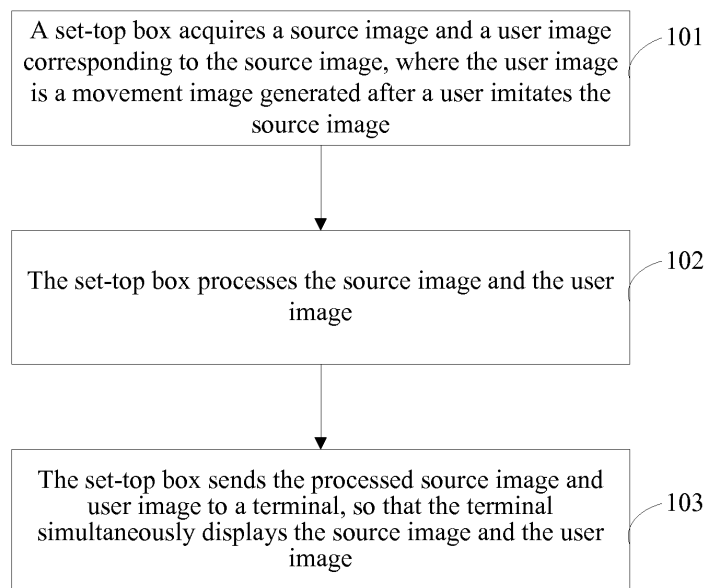 A set-top box acquires a source image and a user image
corresponding to the source image, where the user image
is a movement image generated after a user imitates the
source image
101
The set-top box processes the source image and the user
image
102
The set-top box sends the processed source image and
user image to a terminal, so that the terminal
simultaneously displays the source image and the user
image
103